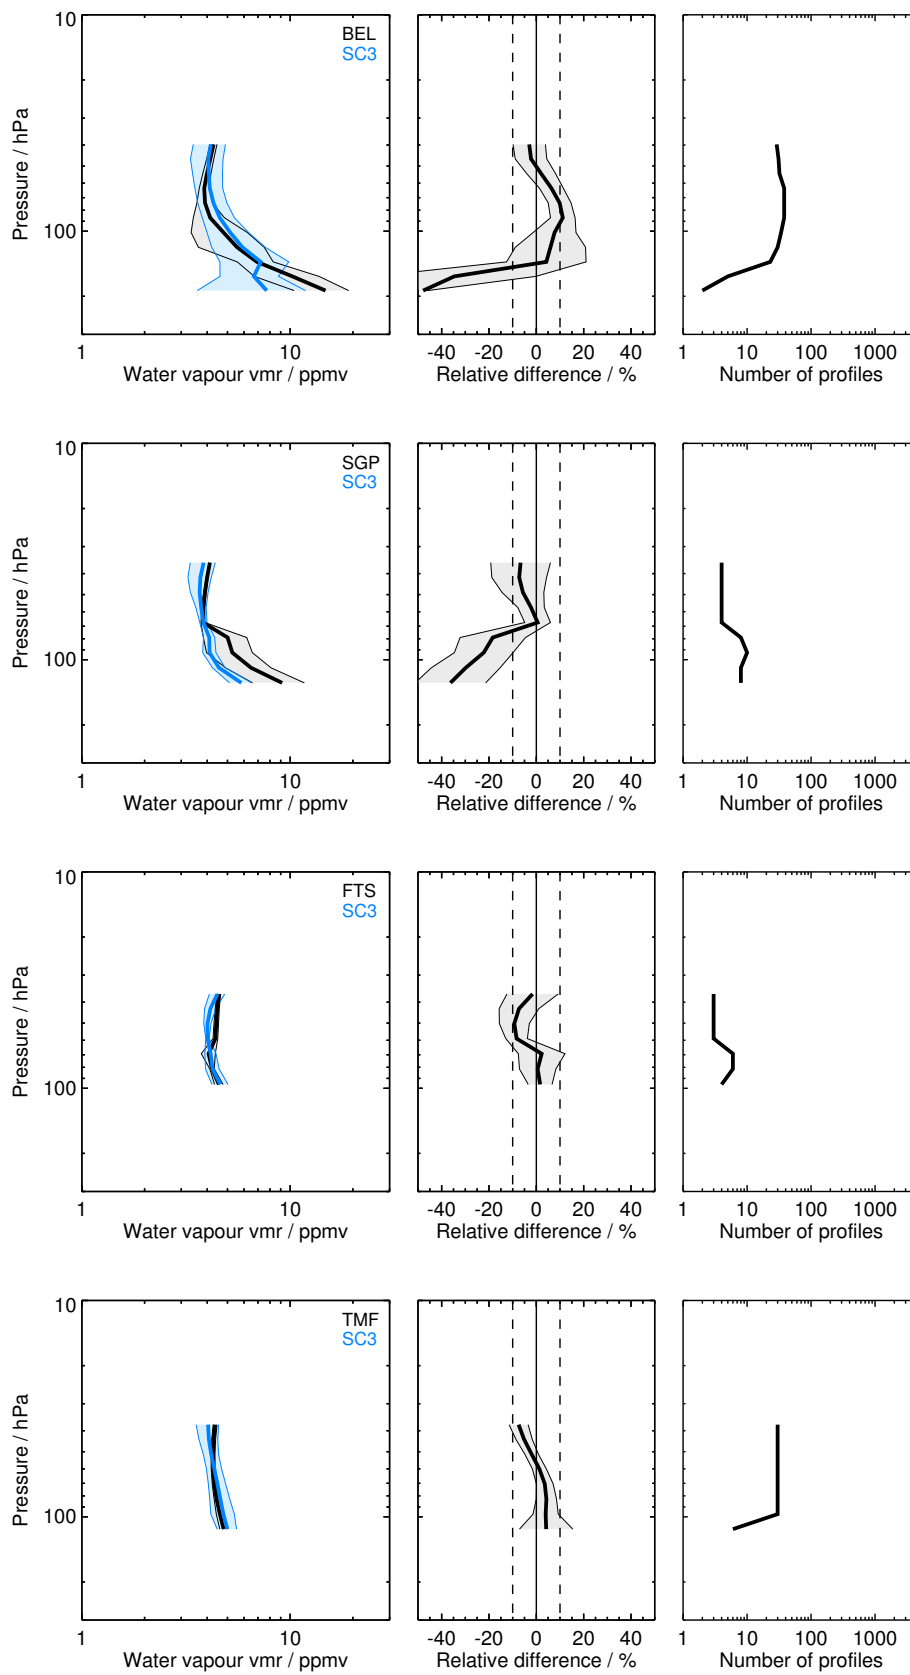 10
BEL
SC3
Pressure / hPa
100
1 10
-40 -20 0 20 40
1 10 100 1000
Water vapour vmr / ppmv
Relative difference / %
Number of profiles
10
SGP
SC3
Pressure / hPa
100
1 10
-40 -20 0 20 40
1 10 100 1000
Water vapour vmr / ppmv
Relative difference / %
Number of profiles
10
FTS
SC3
Pressure / hPa
100
1 10
-40 -20 0 20 40
1 10 100 1000
Water vapour vmr / ppmv
Relative difference / %
Number of profiles
10
TMF
SC3
Pressure / hPa
100
1 10
-40 -20 0 20 40
1 10 100 1000
Water vapour vmr / ppmv
Relative difference / %
Number of profiles